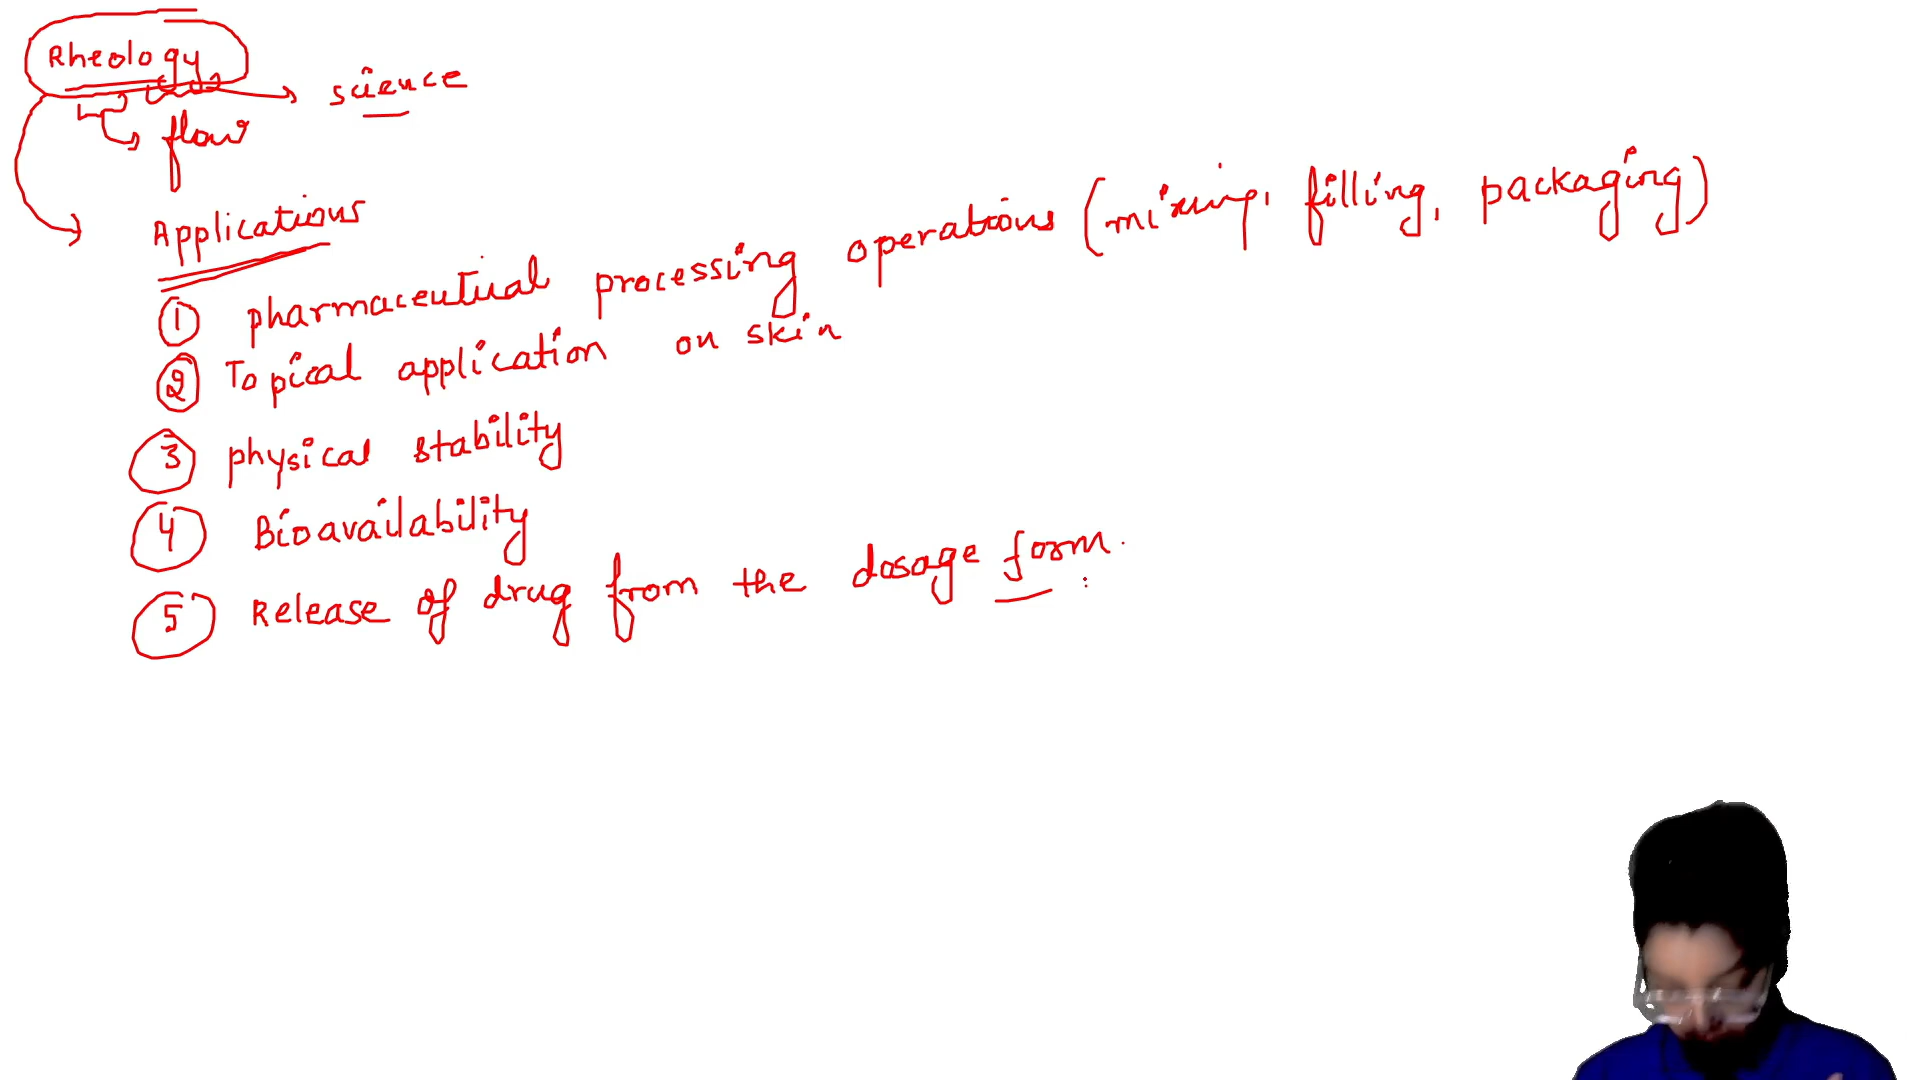 Rheology
science
flow
Applications
① pharmaceutical processing operations (mixing, filling, packaging)
② Topical application on skin
③ physical stability
④ Bioavailability
⑤ Release of drug from the dosage form.